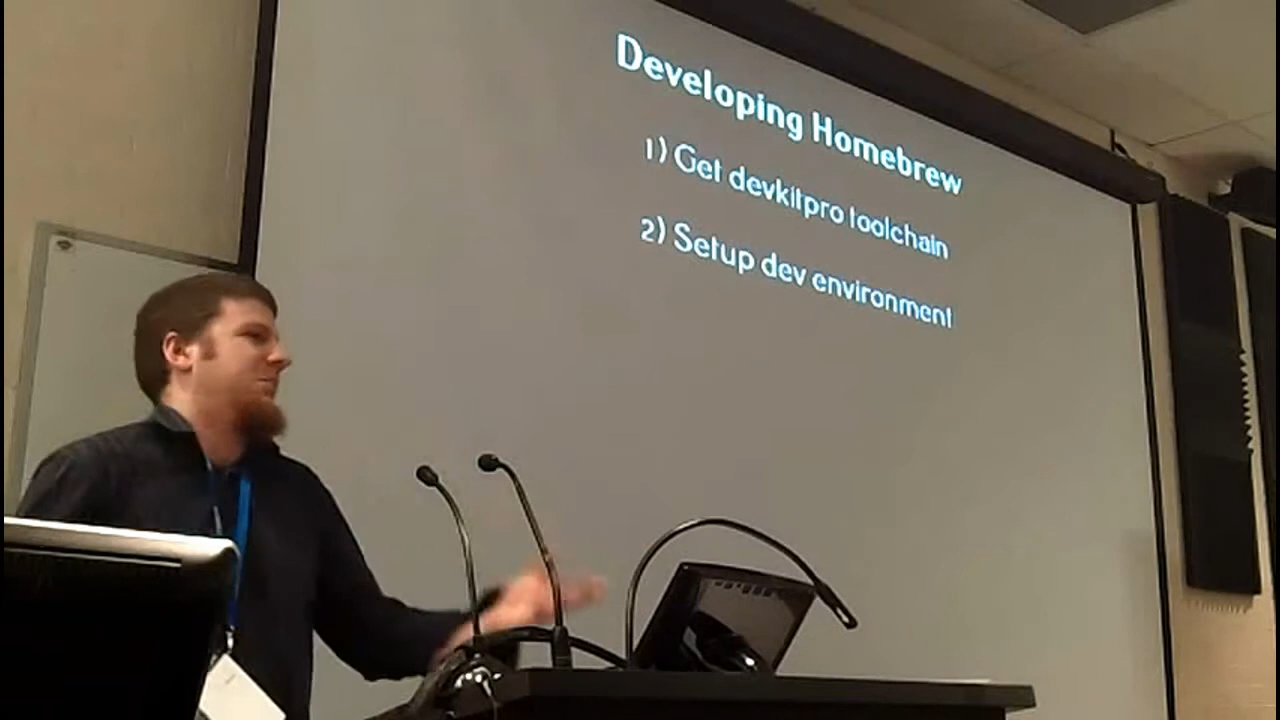 Developing Homebrew
1) Get devkitpro toolchain
2) Setup dev environment